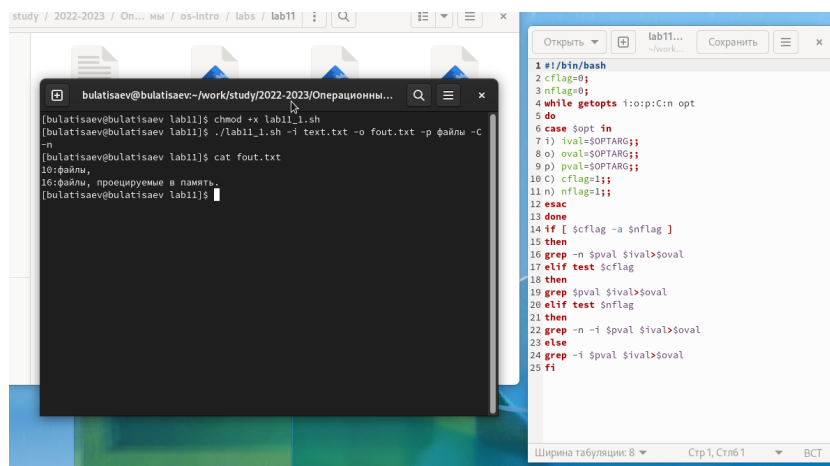 study / 2022-2023 / Оп… мы / os-intro / labs / lab11
bulatisaev@bulatisaev:~/work/study/2022-2023/Операционны…
[bulatisaev@bulatisaev lab11]$ chmod +x lab11_1.sh
[bulatisaev@bulatisaev lab11]$ ./lab11_1.sh -i text.txt -o fout.txt -p файлы -C
-n
[bulatisaev@bulatisaev lab11]$ cat fout.txt
10:файлы,
16:файлы, проецируемые в память.
[bulatisaev@bulatisaev lab11]$
Открыть
lab11…
~/work…
Сохранить
1 #!/bin/bash
2 cflag=0;
3 nflag=0;
4 while getopts i:o:p:C:n opt
5 do
6 case $opt in
7 i) ival=$OPTARG;;
8 o) oval=$OPTARG;;
9 p) pval=$OPTARG;;
10 C) cflag=1;;
11 n) nflag=1;;
12 esac
13 done
14 if [ $cflag -a $nflag ]
15 then
16 grep -n $pval $ival>$oval
17 elif test $cflag
18 then
19 grep $pval $ival>$oval
20 elif test $nflag
21 then
22 grep -n -i $pval $ival>$oval
23 else
24 grep -i $pval $ival>$oval
25 fi
Ширина табуляции: 8
Стр 1, Стлб 1
ВСТ